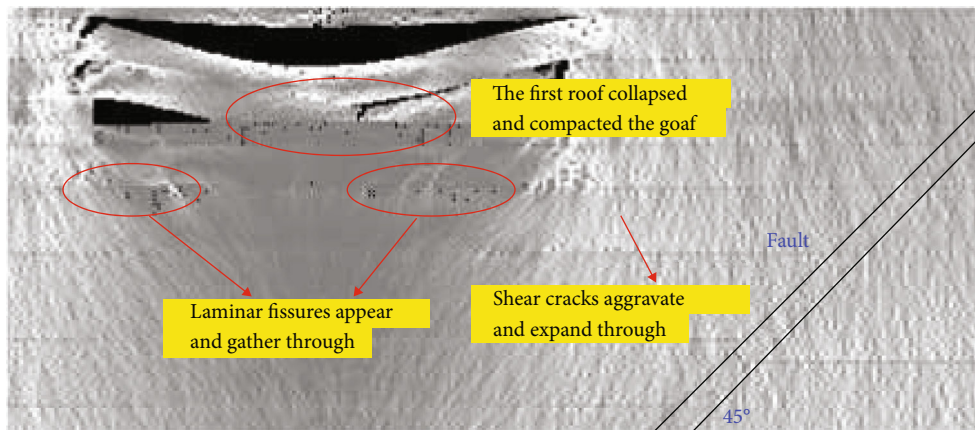 The first roof collapsed
and compacted the goaf
Fault
Laminar fissures appear
and gather through
Shear cracks aggravate
and expand through
45°